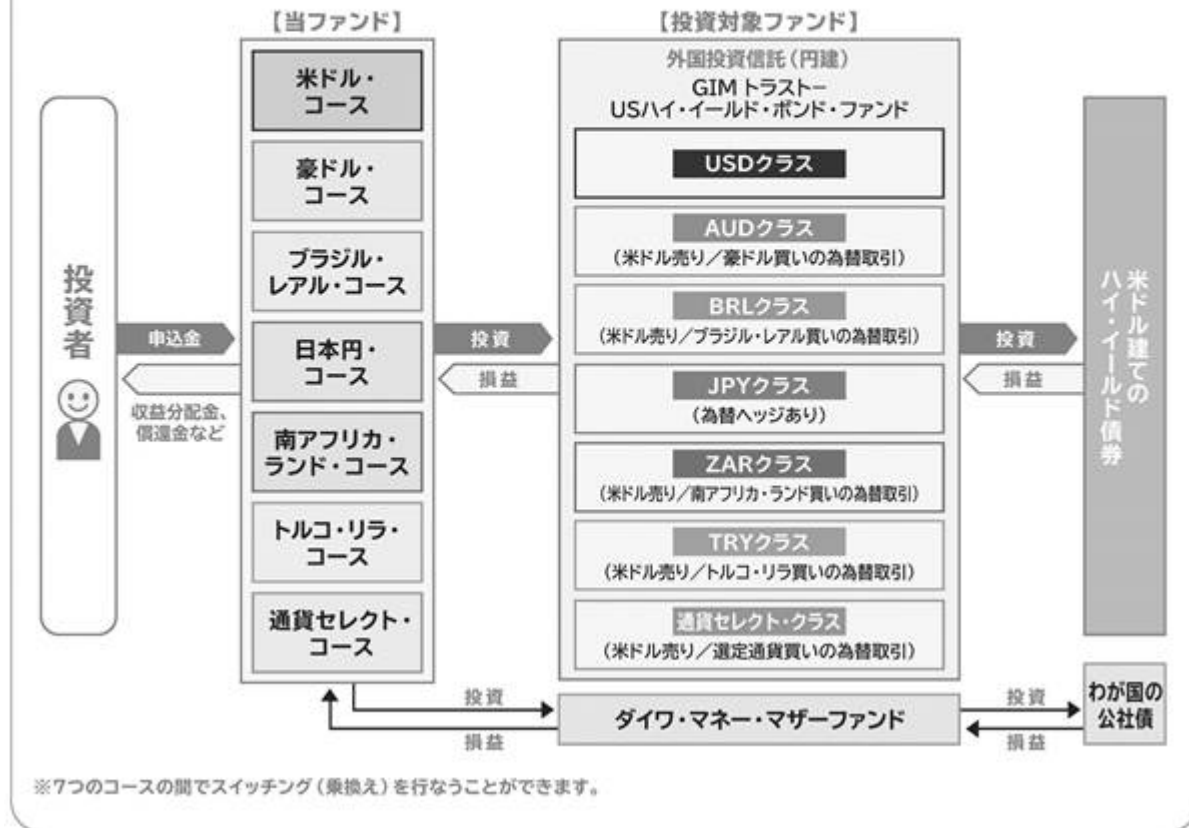 【当ファンド】
【投資対象ファンド】
投資者
申込金
収益分配金、
償還金など
米ドル・
コース
豪ドル・
コース
ブラジル・
レアル・コース
日本円・
コース
南アフリカ・
ランド・コース
トルコ・リラ・
コース
通貨セレクト・
コース
投資
損益
外国投資信託(円建)
GIM トラスト－
USハイ・イールド・ボンド・ファンド
USDクラス
AUDクラス
(米ドル売り／豪ドル買いの為替取引)
BRLクラス
(米ドル売り／ブラジル・レアル買いの為替取引)
JPYクラス
(為替ヘッジあり)
ZARクラス
(米ドル売り／南アフリカ・ランド買いの為替取引)
TRYクラス
(米ドル売り／トルコ・リラ買いの為替取引)
通貨セレクト・クラス
(米ドル売り／選定通貨買いの為替取引)
投資
損益
米ドル建ての
ハイ・イールド債券
投資
損益
ダイワ・マネー・マザーファンド
投資
損益
わが国の
公社債
※7つのコースの間でスイッチング(乗換え)を行なうことができます。